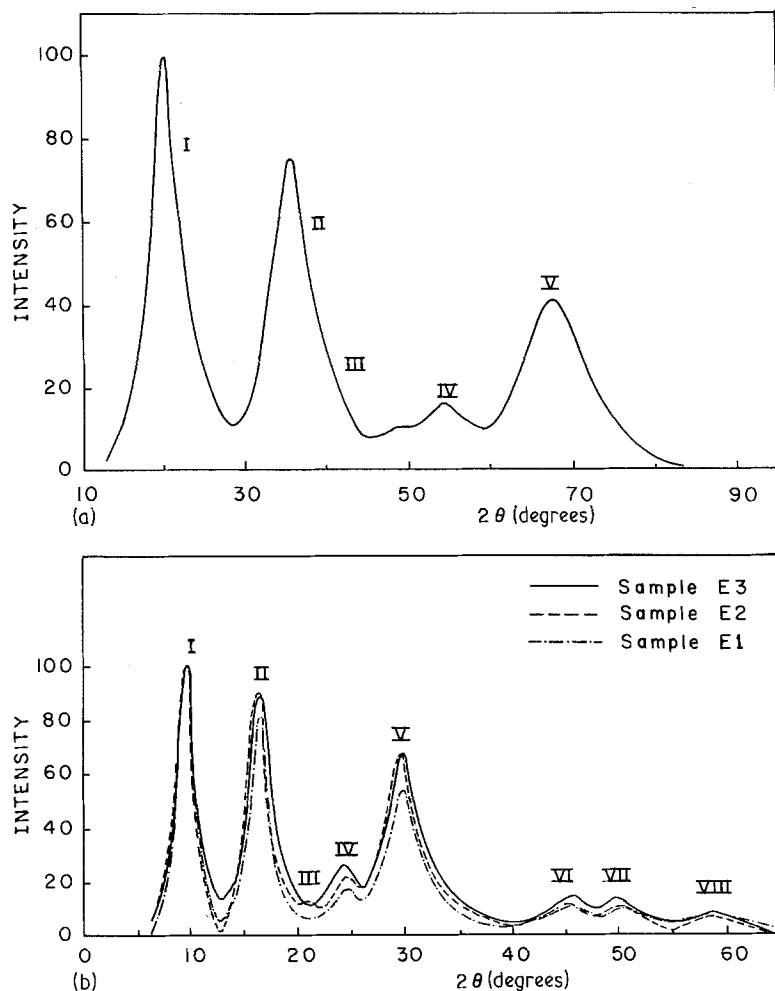 100
80
60
40
20
0
INTENSITY
I
II
III
IV
V
10
30
50
70
90
(a)
2 θ (degrees)
Sample E3
Sample E2
Sample E1
100
80
60
40
20
0
INTENSITY
I
II
III
IV
V
VI
VII
VIII
0
10
20
30
40
50
60
(b)
2 θ (degrees)